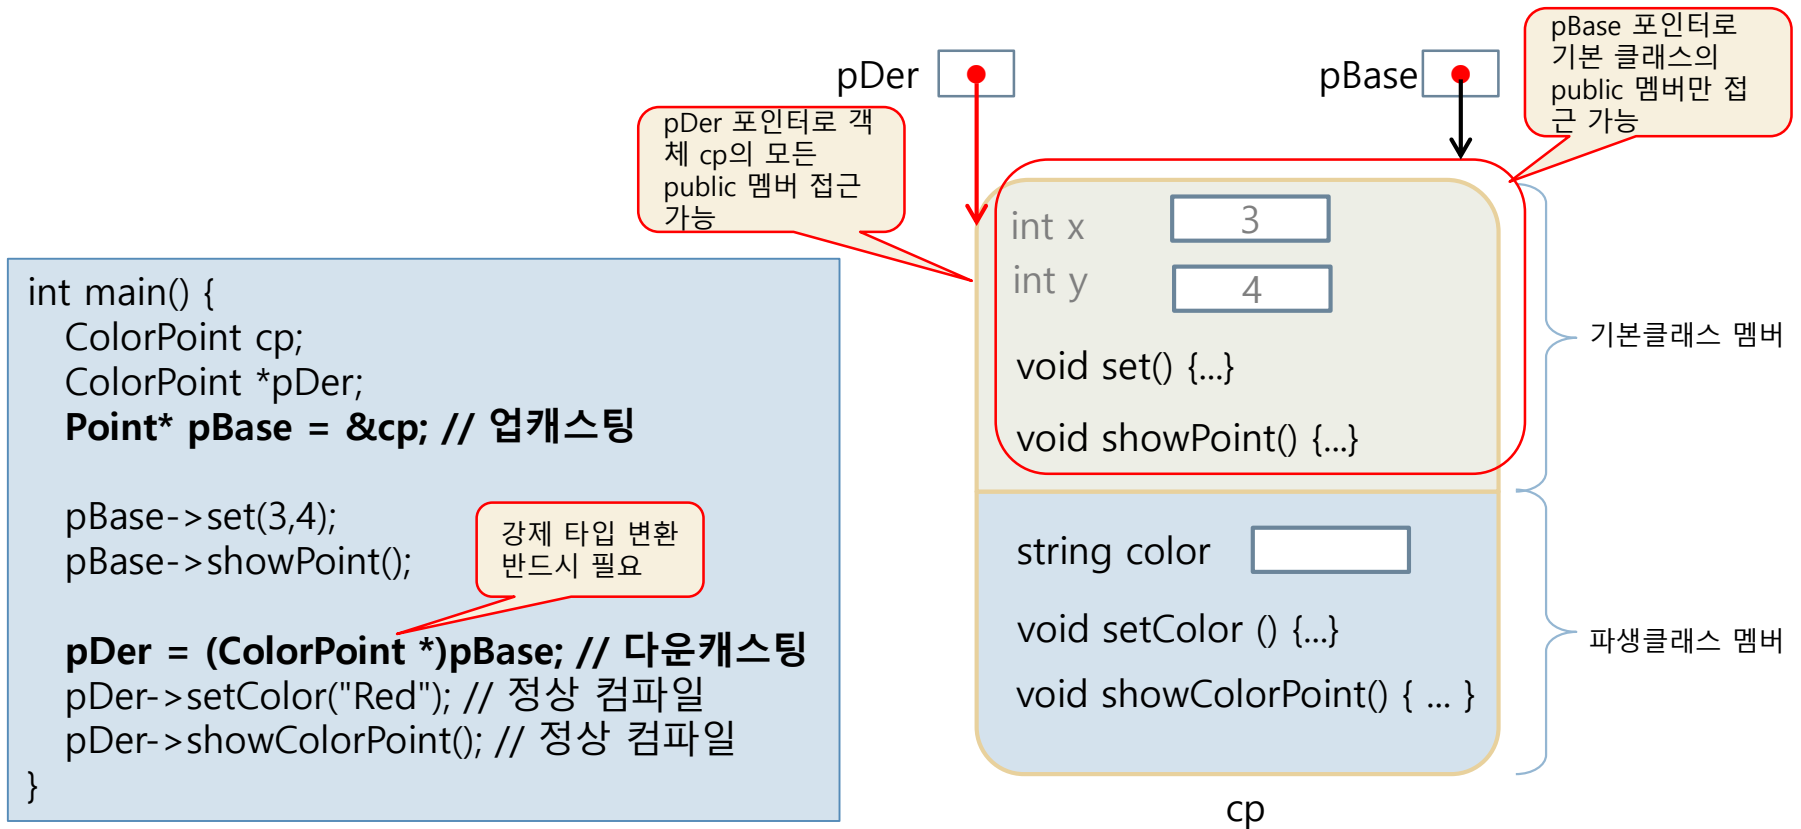 pDer
pBase
pBase 포인터로
기본 클래스의
public 멤버만 접
근 가능
pDer 포인터로 객
체 cp의 모든
public 멤버 접근
가능
int main() {
ColorPoint cp;
ColorPoint *pDer;
Point* pBase = &cp; // 업캐스팅
pBase->set(3,4);
pBase->showPoint();
강제 타입 변환
반드시 필요
pDer = (ColorPoint *)pBase; // 다운캐스팅
pDer->setColor("Red"); // 정상 컴파일
pDer->showColorPoint(); // 정상 컴파일
}
int x 3
int y 4
void set() {...}
void showPoint() {...}
기본클래스 멤버
string color
void setColor () {...}
void showColorPoint() { ... }
파생클래스 멤버
cp